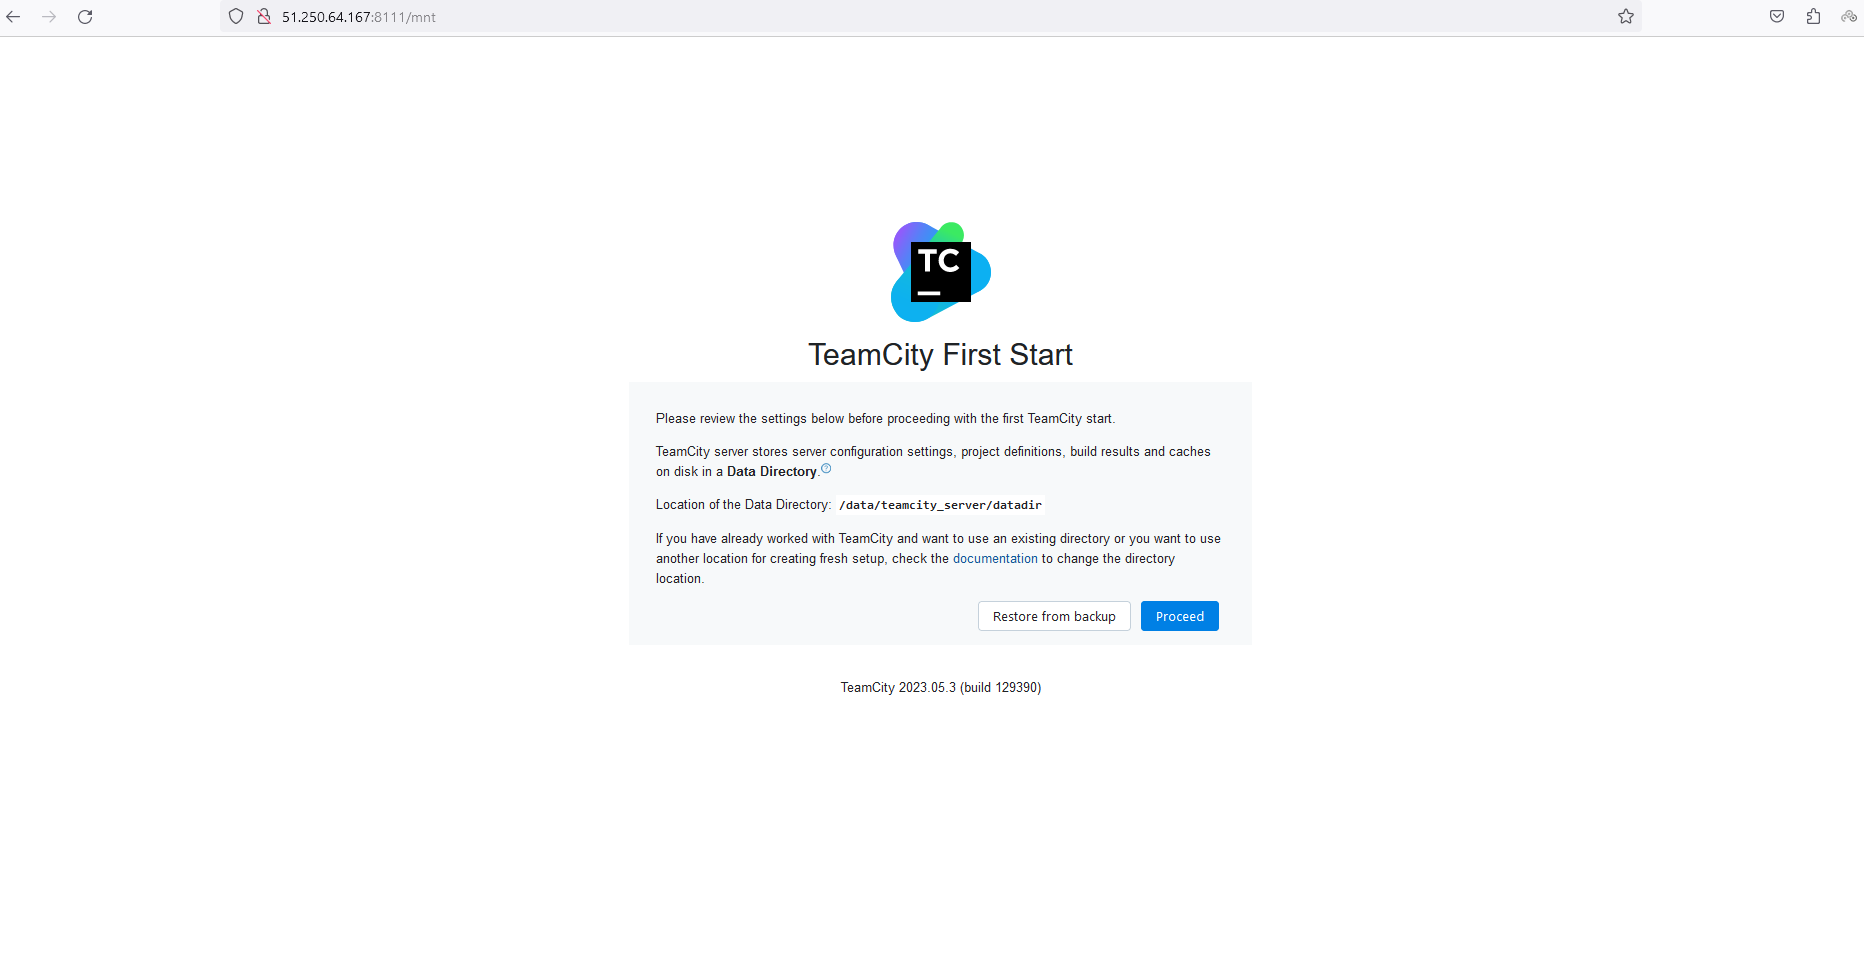 51.250.64.167:8111/mnt
TC
TeamCity First Start
Please review the settings below before proceeding with the first TeamCity start.
TeamCity server stores server configuration settings, project definitions, build results and caches
on disk in a Data Directory.
Location of the Data Directory: /data/teamcity_server/datadir
If you have already worked with TeamCity and want to use an existing directory or you want to use
another location for creating fresh setup, check the documentation to change the directory
location.
Restore from backup Proceed
TeamCity 2023.05.3 (build 129390)